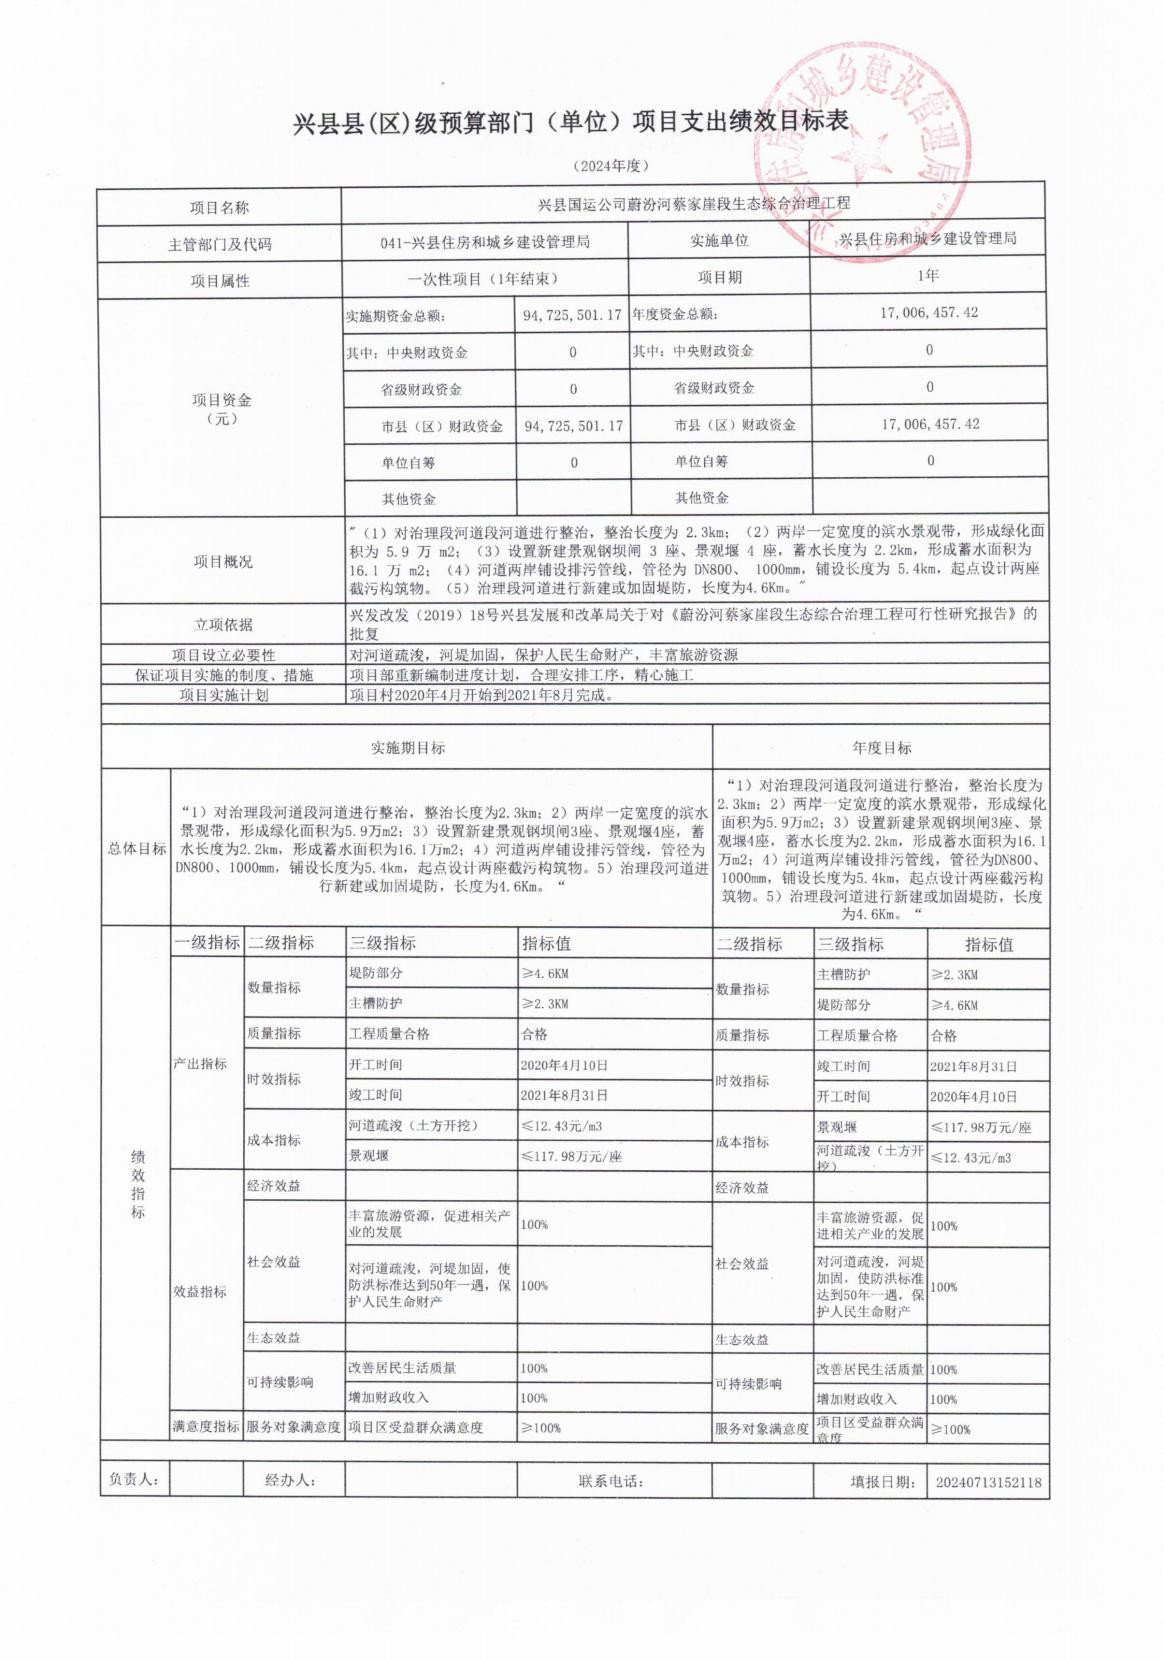 兴县县(区)级预算部门（单位）项目支出绩效目标表
（2024年度）
项目名称 兴县国运公司蔚汾河蔡家崖段生态综合治理工程
主管部门及代码 041-兴县住房和城乡建设管理局 实施单位 兴县住房和城乡建设管理局
项目属性 一次性项目（1年结束） 项目期 1年
项目资金
（元）
实施期资金总额： 94,725,501.17 年度资金总额： 17,006,457.42
其中：中央财政资金 0 其中：中央财政资金 0
省级财政资金 0 省级财政资金 0
市县（区）财政资金 94,725,501.17 市县（区）财政资金 17,006,457.42
单位自筹 0 单位自筹 0
其他资金 其他资金
项目概况
"（1）对治理段河道段河道进行整治，整治长度为 2.3km；（2）两岸一定宽度的滨水景观带，形成绿化面
积为 5.9 万 m2；（3）设置新建景观钢坝闸 3 座、景观堰 4 座，蓄水长度为 2.2km，形成蓄水面积为
16.1 万 m2；（4）河道两岸铺设排污管线，管径为 DN800、 1000mm，铺设长度为 5.4km，起点设计两座
截污构筑物。（5）治理段河道进行新建或加固堤防，长度为4.6Km。"
立项依据
兴发改发（2019）18号兴县发展和改革局关于对《蔚汾河蔡家崖段生态综合治理工程可行性研究报告》的
批复
项目设立必要性 对河道疏浚，河堤加固，保护人民生命财产，丰富旅游资源
保证项目实施的制度、措施 项目部重新编制进度计划，合理安排工序，精心施工
项目实施计划 项目村2020年4月开始到2021年8月完成。
实施期目标 年度目标
总体目标
“1）对治理段河道段河道进行整治，整治长度为2.3km；2）两岸一定宽度的滨水
景观带，形成绿化面积为5.9万m2；3）设置新建景观钢坝闸3座、景观堰4座，蓄
水长度为2.2km，形成蓄水面积为16.1万m2；4）河道两岸铺设排污管线，管径为
DN800、1000mm，铺设长度为5.4km，起点设计两座截污构筑物。5）治理段河道进
行新建或加固堤防，长度为4.6Km。“
“1）对治理段河道段河道进行整治，整治长度为
2.3km；2）两岸一定宽度的滨水景观带，形成绿化
面积为5.9万m2；3）设置新建景观钢坝闸3座、景
观堰4座，蓄水长度为2.2km，形成蓄水面积为16.1
万m2；4）河道两岸铺设排污管线，管径为DN800、
1000mm，铺设长度为5.4km，起点设计两座截污构
筑物。5）治理段河道进行新建或加固堤防，长度
为4.6Km。“
绩效指标
一级指标 二级指标 三级指标 指标值 二级指标 三级指标 指标值
产出指标
数量指标 堤防部分 ≥4.6KM 数量指标 主槽防护 ≥2.3KM
主槽防护 ≥2.3KM 堤防部分 ≥4.6KM
质量指标 工程质量合格 合格 质量指标 工程质量合格 合格
时效指标 开工时间 2020年4月10日 时效指标 竣工时间 2021年8月31日
竣工时间 2021年8月31日 开工时间 2020年4月10日
成本指标 河道疏浚（土方开挖） ≤12.43元/m3 成本指标 景观堰 ≤117.98万元/座
景观堰 ≤117.98万元/座 河道疏浚（土方开
挖） ≤12.43元/m3
效益指标
经济效益 经济效益
社会效益 丰富旅游资源，促进相关产
业的发展 100% 社会效益 丰富旅游资源，促
进相关产业的发展 100%
对河道疏浚，河堤加固，使
防洪标准达到50年一遇，保
护人民生命财产 100%
对河道疏浚，河堤
加固，使防洪标准
达到50年一遇，保
护人民生命财产 100%
生态效益 生态效益
可持续影响 改善居民生活质量 100% 可持续影响 改善居民生活质量 100%
增加财政收入 100% 增加财政收入 100%
满意度指标 服务对象满意度 项目区受益群众满意度 ≥100% 服务对象满意度 项目区受益群众满
意度 ≥100%
负责人： 经办人： 联系电话： 填报日期： 20240713152118
兴县住房和城乡建设管理局